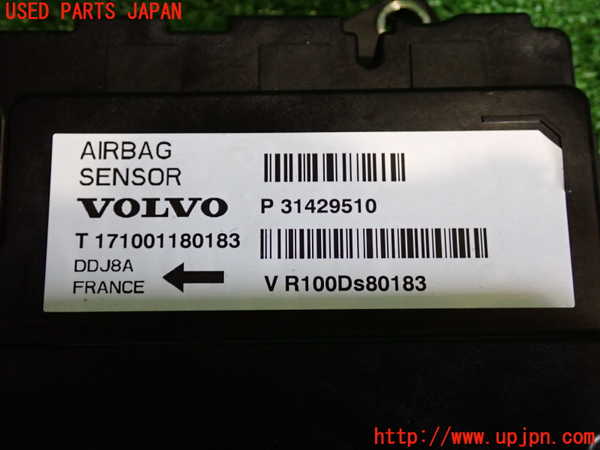 USED PARTS JAPAN
AIRBAG
SENSOR
VOLVO
P 31429510
T 171001180183
DDJ8A
FRANCE
V R100Ds80183
http://www.upjpn.com/